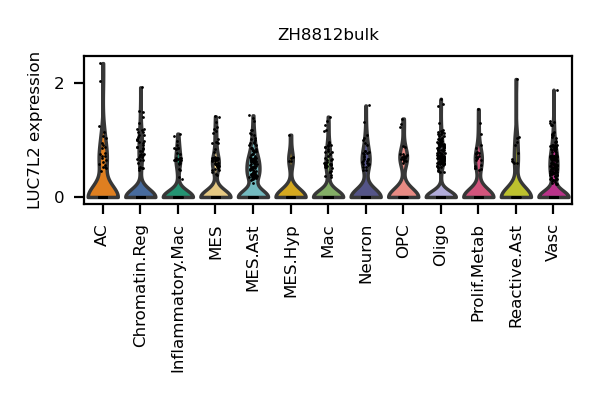 ZH8812bulk
LUC7L2 expression
2
0
AC
Chromatin.Reg
Inflammatory.Mac
MES
MES.Ast
MES.Hyp
Mac
Neuron
OPC
Oligo
Prolif.Metab
Reactive.Ast
Vasc